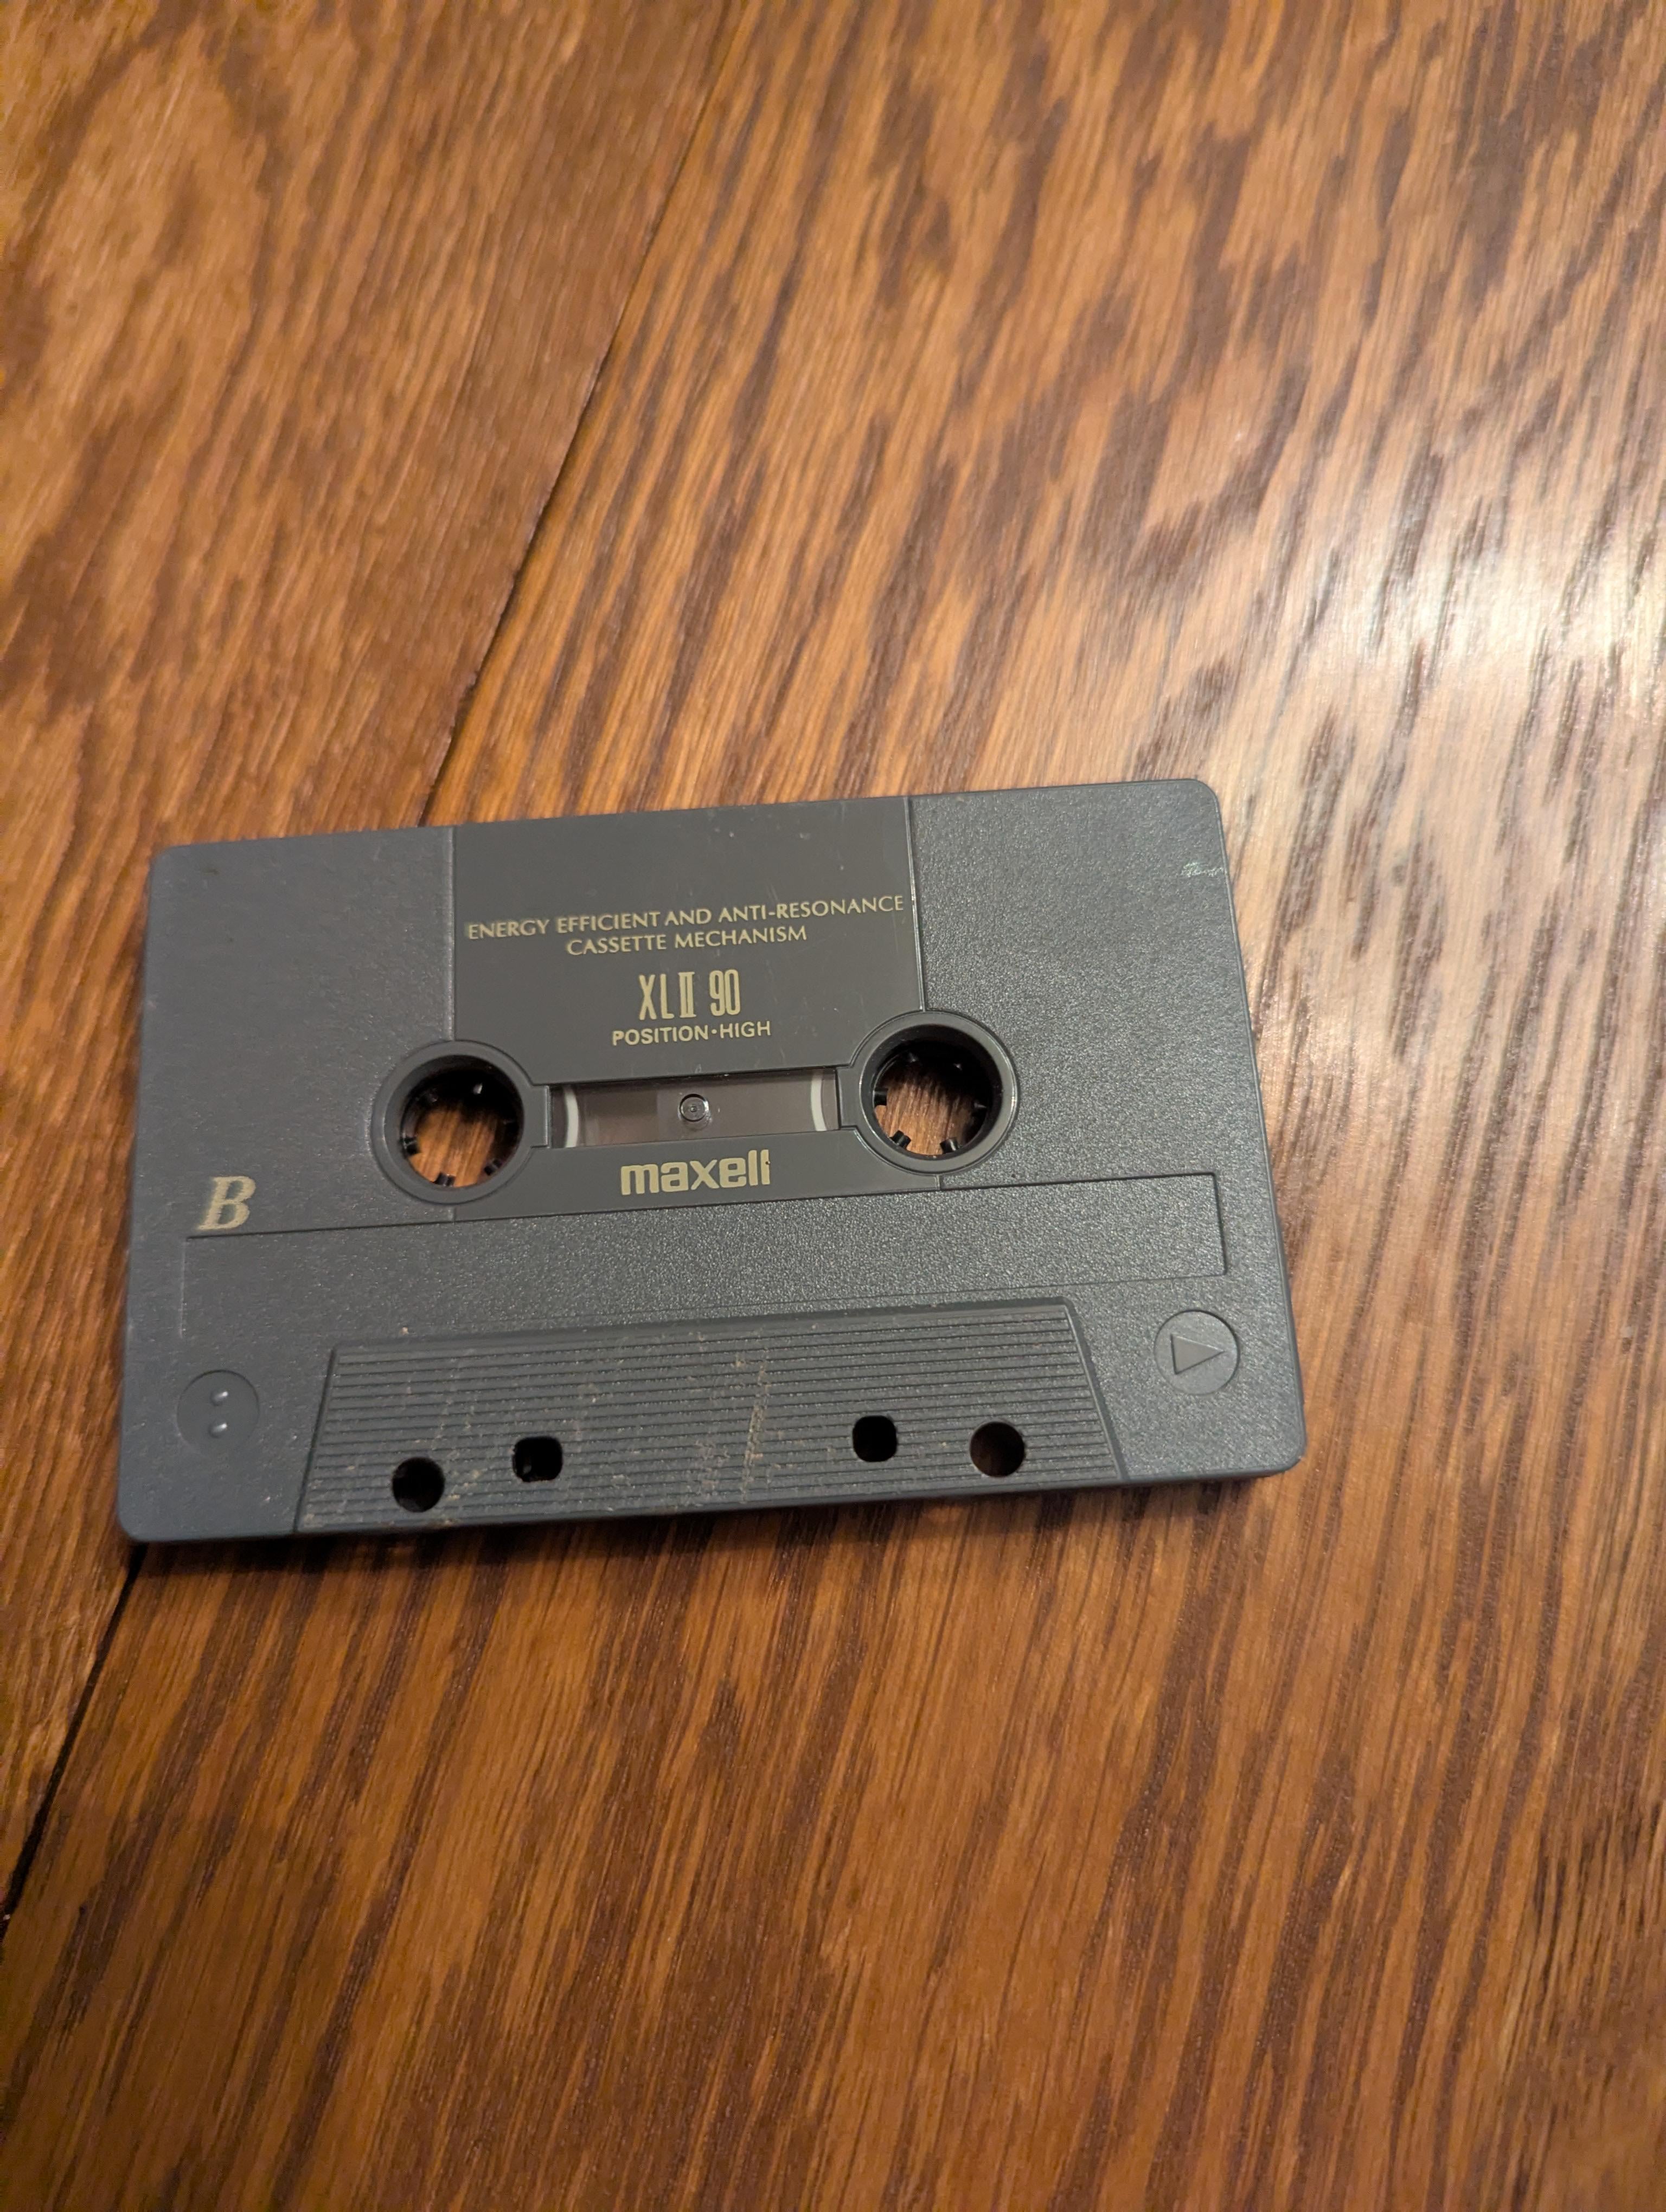 ENERGY EFFICIENT AND ANTI-RESONANCE
CASSETTE MECHANISM
XLⅡ 90
POSITION·HIGH
maxell
B